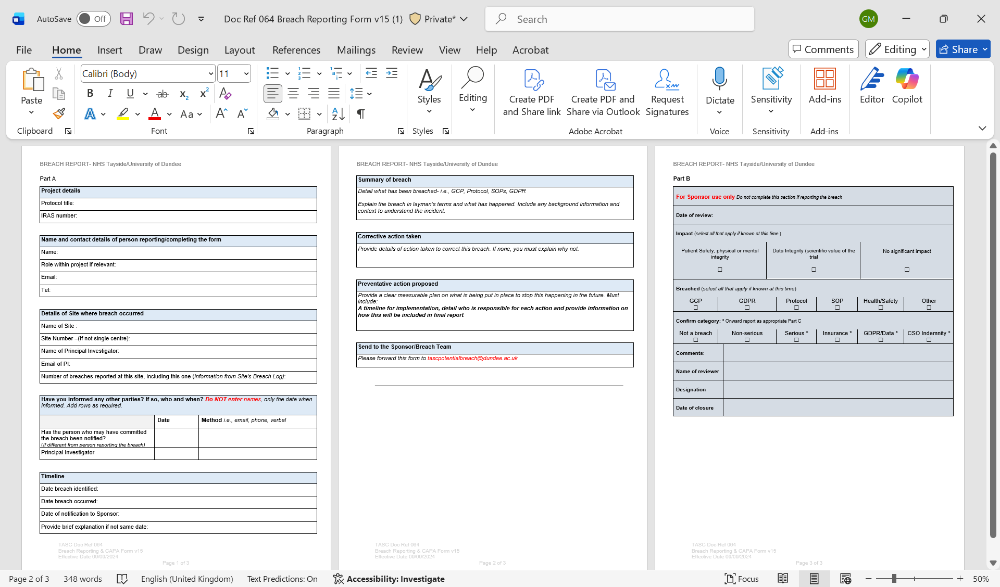 AutoSave Off Doc Ref 064 Breach Reporting Form v15 (1) Private* Search GM
File Home Insert Draw Design Layout References Mailings Review View Help Acrobat Comments Editing Share
Paste
Clipboard
Calibri (Body) 11
B I U ab x2 x2 A
A A Aa A A
Font
Paragraph
Styles
Styles
Editing
Create PDF and Share link
Create PDF and Share via Outlook
Request Signatures
Adobe Acrobat
Dictate
Voice
Sensitivity
Sensitivity
Add-ins
Add-ins
Editor
Copilot
BREACH REPORT- NHS Tayside/University of Dundee
Part A
Project details
Protocol title:
IRAS number:
Name and contact details of person reporting/completing the form
Name:
Role within project if relevant:
Email:
Tel:
Details of Site where breach occurred
Name of Site :
Site Number –(If not single centre):
Name of Principal Investigator:
Email of PI:
Number of breaches reported at this site, including this one (information from Site's Breach Log):
Have you informed any other parties? If so, who and when? Do NOT enter names, only the date when
informed. Add rows as required.
Date Method i.e., email, phone, verbal
Has the person who may have committed
the breach been notified?
(If different from person reporting the breach)
Principal Investigator
Timeline
Date breach identified:
Date breach occurred:
Date of notification to Sponsor:
Provide brief explanation if not same date:
TASC Doc Ref 064
Breach Reporting & CAPA Form v15
Effective Date 09/09/2024
Page 1 of 3
BREACH REPORT- NHS Tayside/University of Dundee
Summary of breach
Detail what has been breached- i.e., GCP, Protocol, SOPs, GDPR
Explain the breach in layman's terms and what has happened. Include any background information and
context to understand the incident.
Corrective action taken
Provide details of action taken to correct this breach. If none, you must explain why not.
Preventative action proposed
Provide a clear measurable plan on what is being put in place to stop this happening in the future. Must
include:
A timeline for implementation, detail who is responsible for each action and provide information on
how this will be included in final report
Send to the Sponsor/Breach Team
Please forward this form to tascpotentialbreach@dundee.ac.uk
TASC Doc Ref 064
Breach Reporting & CAPA Form v15
Effective Date 09/09/2024
Page 2 of 3
BREACH REPORT- NHS Tayside/University of Dundee
Part B
For Sponsor use only Do not complete this section if reporting the breach
Date of review:
Impact (select all that apply if known at this time.)
Patient Safety, physical or mental integrity
Data Integrity (scientific value of the trial
No significant impact
☐ ☐ ☐
Breached (select all that apply if known at this time)
GCP GDPR Protocol SOP Health/Safety Other
☐ ☐ ☐ ☐ ☐ ☐
Confirm category: * Onward report as appropriate Part C
Not a breach Non-serious Serious * Insurance * GDPR/Data * CSO Indemnity *
☐ ☐ ☐ ☐ ☐ ☐
Comments:
Name of reviewer
Designation
Date of closure
TASC Doc Ref 064
Breach Reporting & CAPA Form v15
Effective Date 09/09/2024
Page 3 of 3
Page 2 of 3 348 words English (United Kingdom) Text Predictions: On Accessibility: Investigate Focus 50%